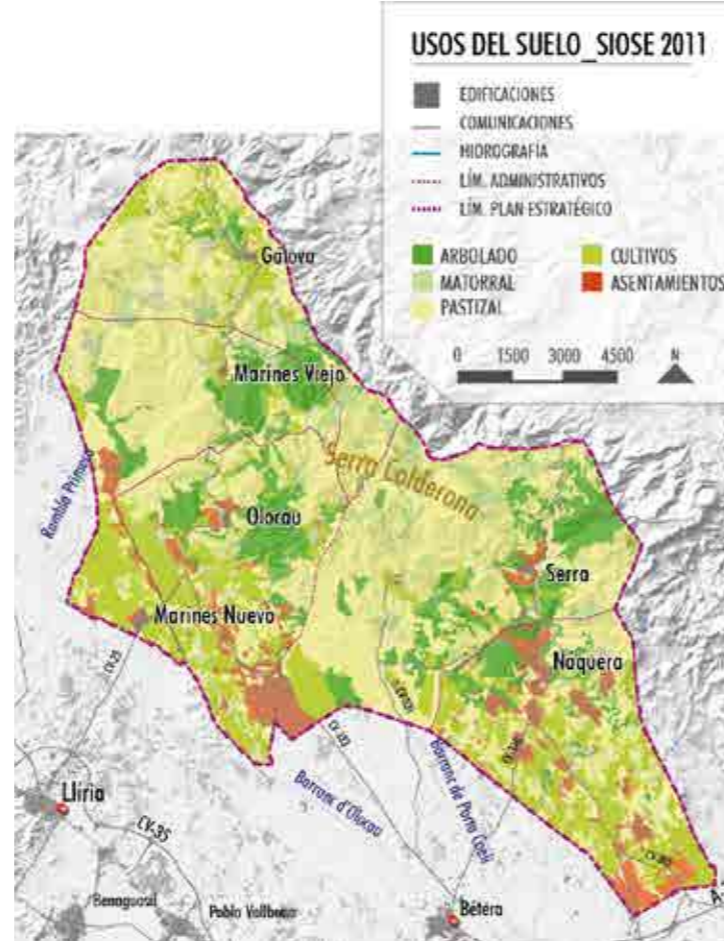 USOS DEL SUELO_SIOSE 2011
EDIFICACIONES
COMUNICACIONES
HIDROGRAFÍA
LÍM. ADMINISTRATIVOS
LÍM. PLAN ESTRATÉGICO
ARBOLADO
MATORRAL
PASTIZAL
CULTIVOS
ASENTAMIENTOS
0 1500 3000 4500 N
Gátova
Marines Viejo
Serra Calderona
Rambla Primera
Olocau
Serra
Marines Nuevo
Náquera
CV-25
Llíria
CV-35
Barranc d'Olocau
Barranc de Porta Coeli
Benaguasil
Pobla Vallbona
Bétera